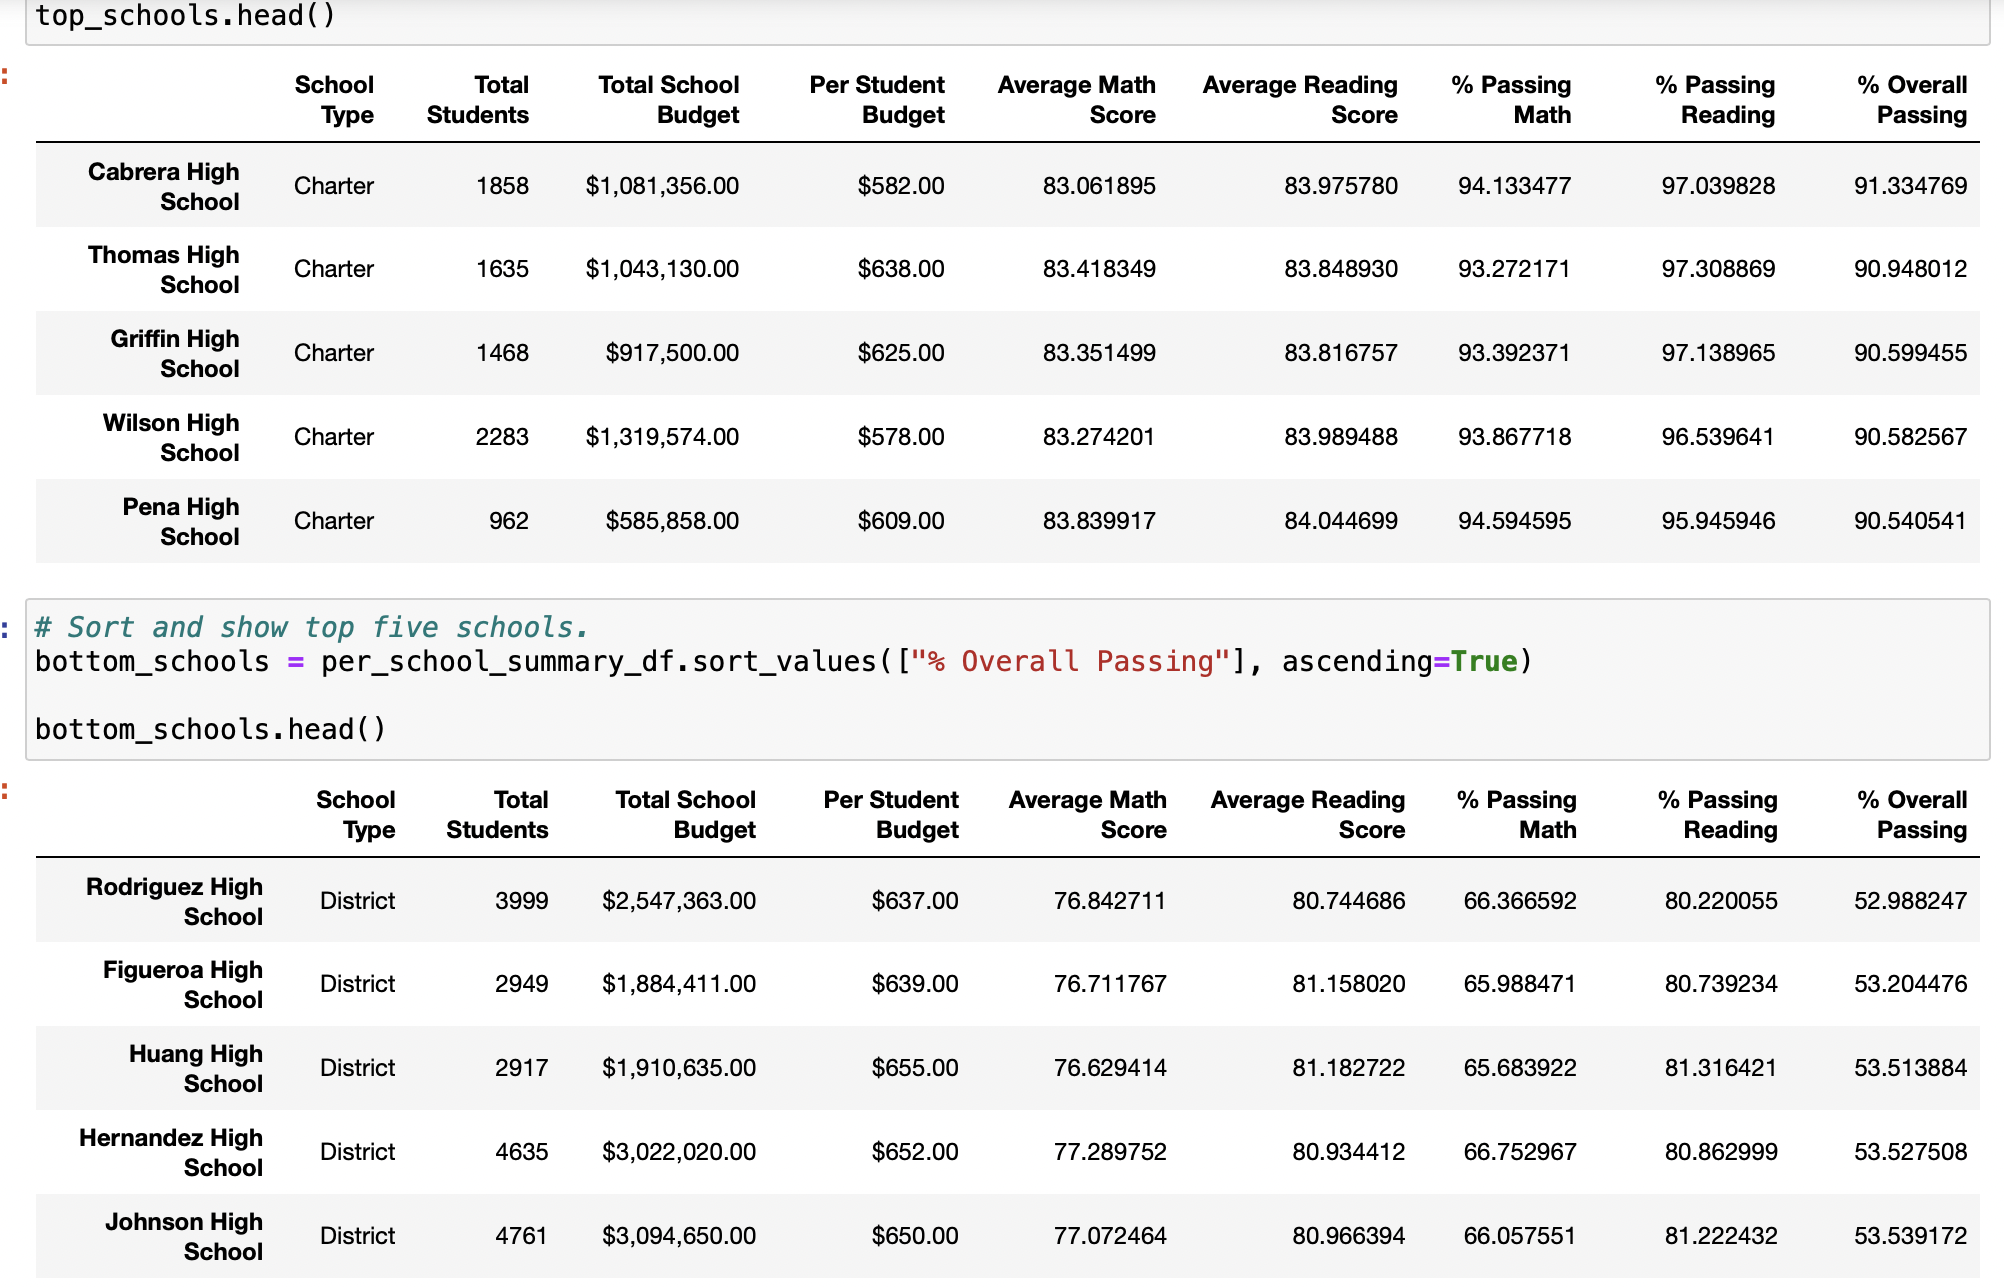 top_schools.head()
:
School Total Total School Per Student Average Math Average Reading % Passing % Passing % Overall
Type Students Budget Budget Score Score Math Reading Passing
Cabrera High
School Charter 1858 $1,081,356.00 $582.00 83.061895 83.975780 94.133477 97.039828 91.334769
Thomas High
School Charter 1635 $1,043,130.00 $638.00 83.418349 83.848930 93.272171 97.308869 90.948012
Griffin High
School Charter 1468 $917,500.00 $625.00 83.351499 83.816757 93.392371 97.138965 90.599455
Wilson High
School Charter 2283 $1,319,574.00 $578.00 83.274201 83.989488 93.867718 96.539641 90.582567
Pena High
School Charter 962 $585,858.00 $609.00 83.839917 84.044699 94.594595 95.945946 90.540541
: # Sort and show top five schools.
bottom_schools = per_school_summary_df.sort_values(["% Overall Passing"], ascending=True)
bottom_schools.head()
:
School Total Total School Per Student Average Math Average Reading % Passing % Passing % Overall
Type Students Budget Budget Score Score Math Reading Passing
Rodriguez High
School District 3999 $2,547,363.00 $637.00 76.842711 80.744686 66.366592 80.220055 52.988247
Figueroa High
School District 2949 $1,884,411.00 $639.00 76.711767 81.158020 65.988471 80.739234 53.204476
Huang High
School District 2917 $1,910,635.00 $655.00 76.629414 81.182722 65.683922 81.316421 53.513884
Hernandez High
School District 4635 $3,022,020.00 $652.00 77.289752 80.934412 66.752967 80.862999 53.527508
Johnson High
School District 4761 $3,094,650.00 $650.00 77.072464 80.966394 66.057551 81.222432 53.539172